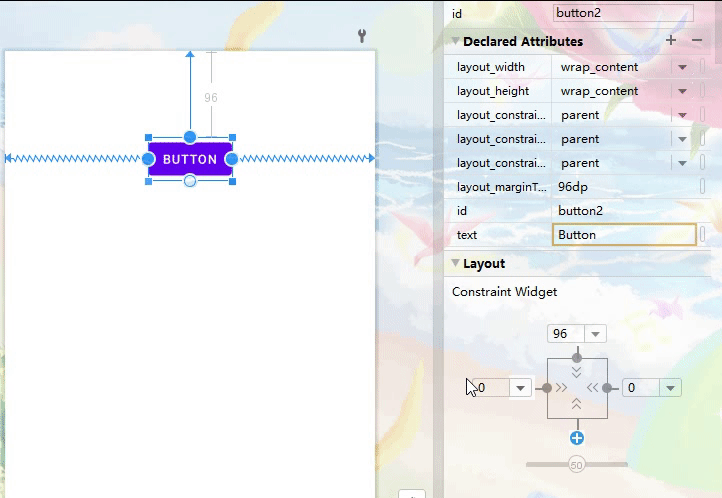 id button2
Declared Attributes
layout_width wrap_content
layout_height wrap_content
layout_constrai... parent
layout_constrai... parent
layout_constrai... parent
layout_marginT... 96dp
id button2
text Button
Layout
Constraint Widget
96
0
0
50
96
BUTTON